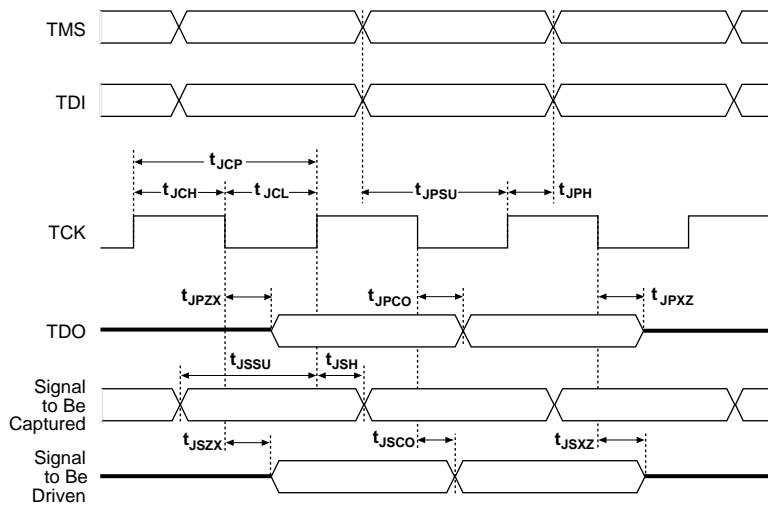 TMS
TDI
tJCP
tJCH
tJCL
tJPSU
tJPH
TCK
tJPZX
tJPCO
tJPXZ
TDO
tJSSU
tJSH
Signal
to Be
Captured
tJSZX
tJSCO
tJSXZ
Signal
to Be
Driven